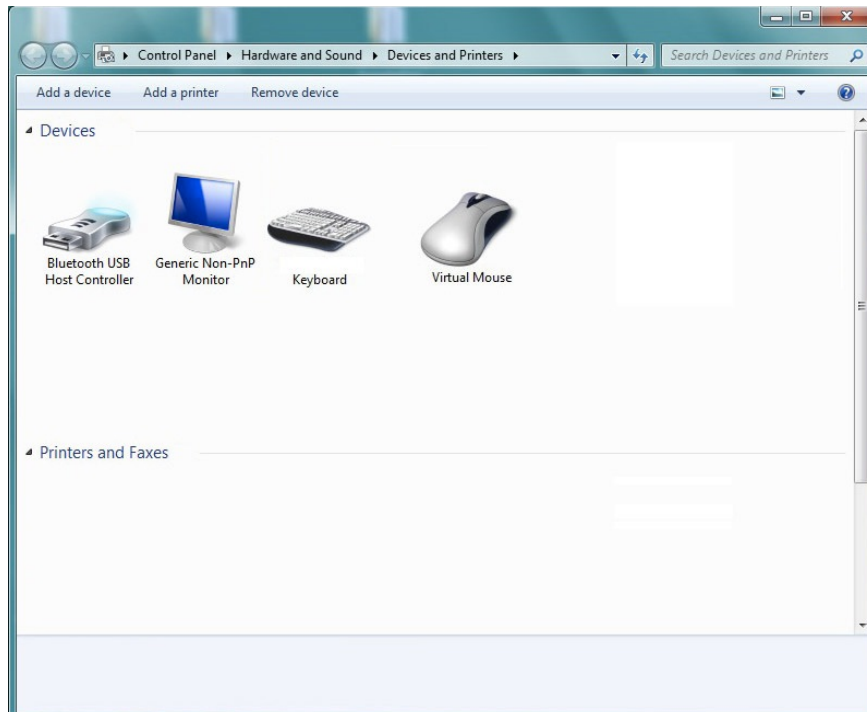 Control Panel Hardware and Sound Devices and Printers Search Devices and Printers
Add a device Add a printer Remove device
Devices
Bluetooth USB
Host Controller
Generic Non-PnP
Monitor
Keyboard
Virtual Mouse
Printers and Faxes